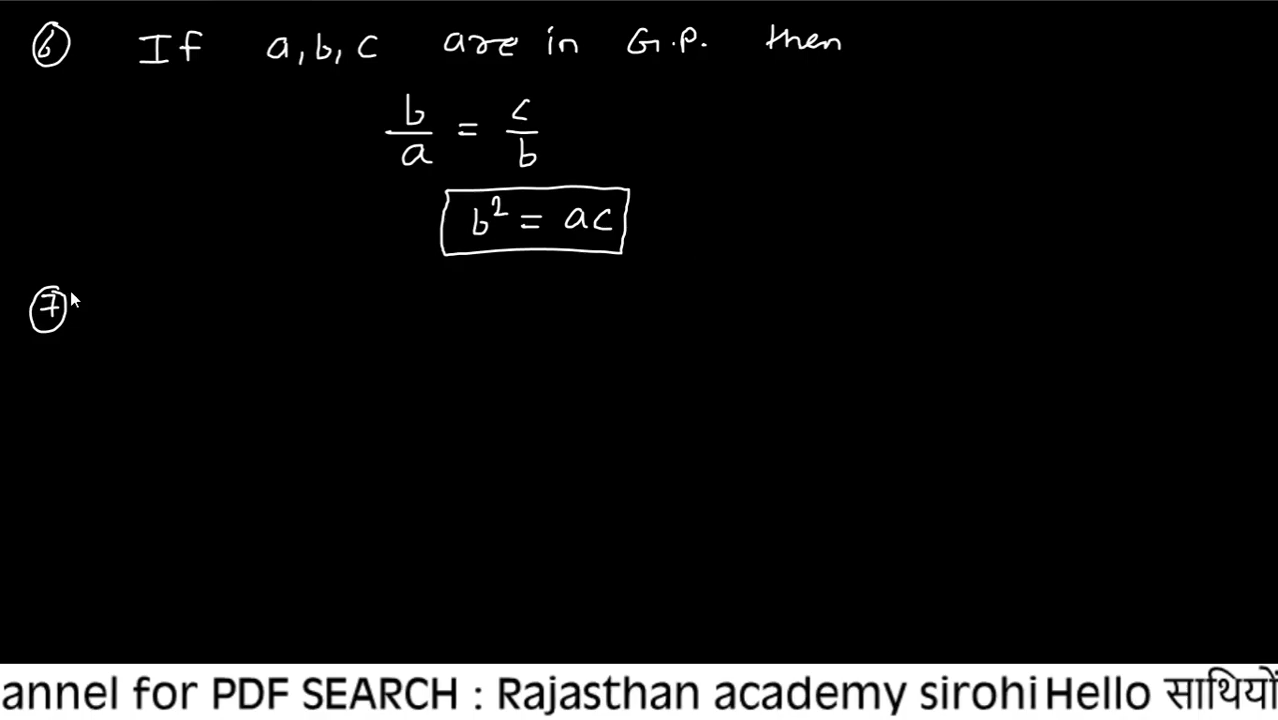 ⑥ If a, b, c are in G.P. then
b/a = c/b
b² = ac
⑦
annel for PDF SEARCH : Rajasthan academy sirohi Hello साथियों